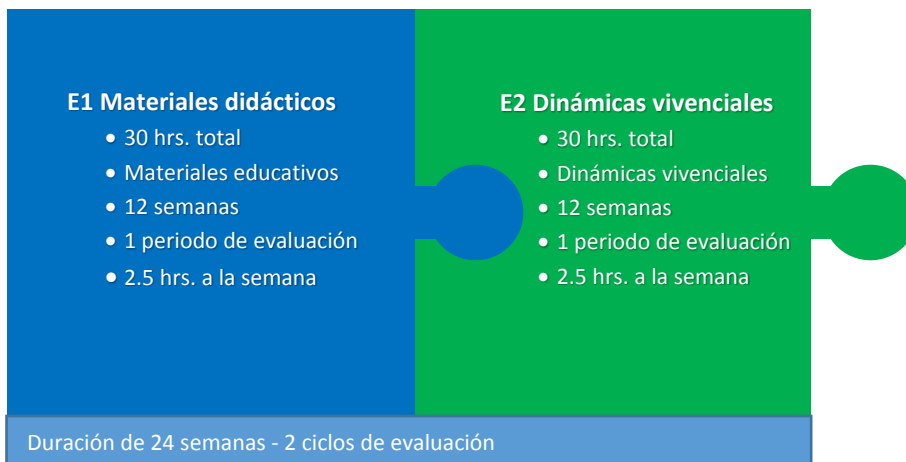 E1 Materiales didácticos
• 30 hrs. total
• Materiales educativos
• 12 semanas
• 1 periodo de evaluación
• 2.5 hrs. a la semana
E2 Dinámicas vivenciales
• 30 hrs. total
• Dinámicas vivenciales
• 12 semanas
• 1 periodo de evaluación
• 2.5 hrs. a la semana
Duración de 24 semanas - 2 ciclos de evaluación